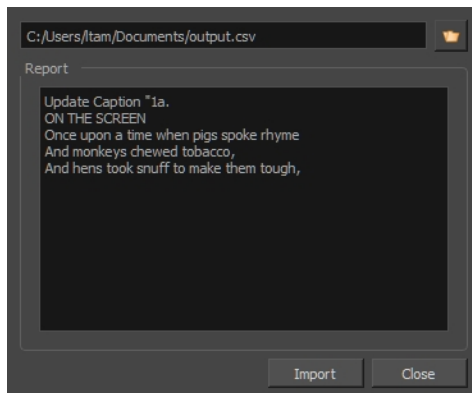 C:/Users/ltam/Documents/output.csv
Report
Update Caption "1a.
ON THE SCREEN
Once upon a time when pigs spoke rhyme
And monkeys chewed tobacco,
And hens took snuff to make them tough,
Import
Close